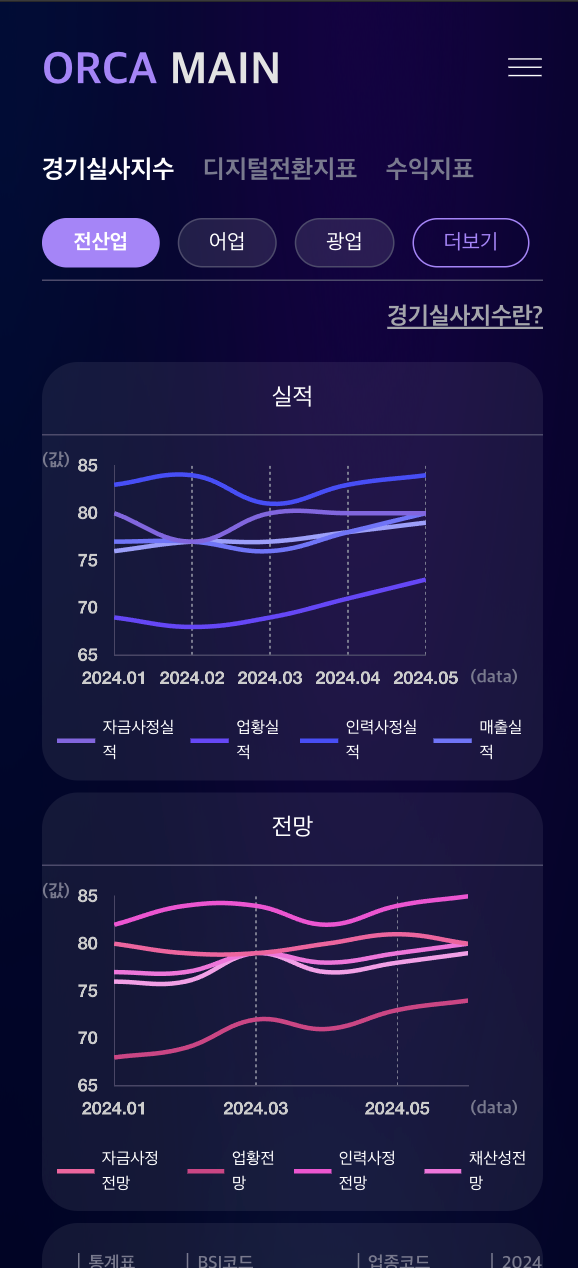 ORCA MAIN
경기실사지수 디지털전환지표 수익지표
전산업 어업 광업 더보기
경기실사지수란?
실적
(값)
85
80
75
70
65
2024.01 2024.02 2024.03 2024.04 2024.05 (data)
자금사정실적 업황실적 인력사정실적 매출실적
전망
(값)
85
80
75
70
65
2024.01 2024.03 2024.05 (data)
자금사정전망 업황전망 인력사정전망 채산성전망
| 통계표 | BSI코드 | 업종코드 | 2024